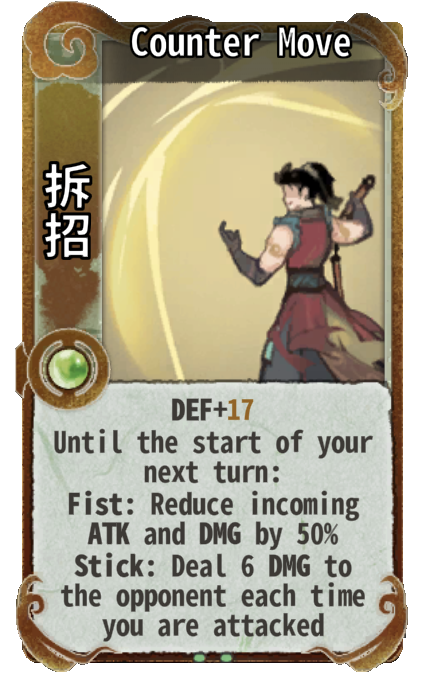 Counter Move
拆
招
DEF+17
Until the start of your
next turn:
Fist: Reduce incoming
ATK and DMG by 50%
Stick: Deal 6 DMG to
the opponent each time
you are attacked